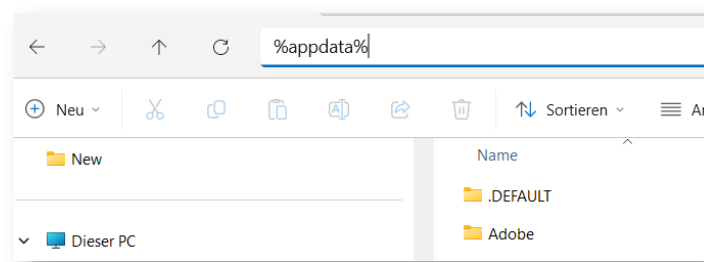 %appdata%
Neu Sortieren
New Name
.DEFAULT
Dieser PC Adobe